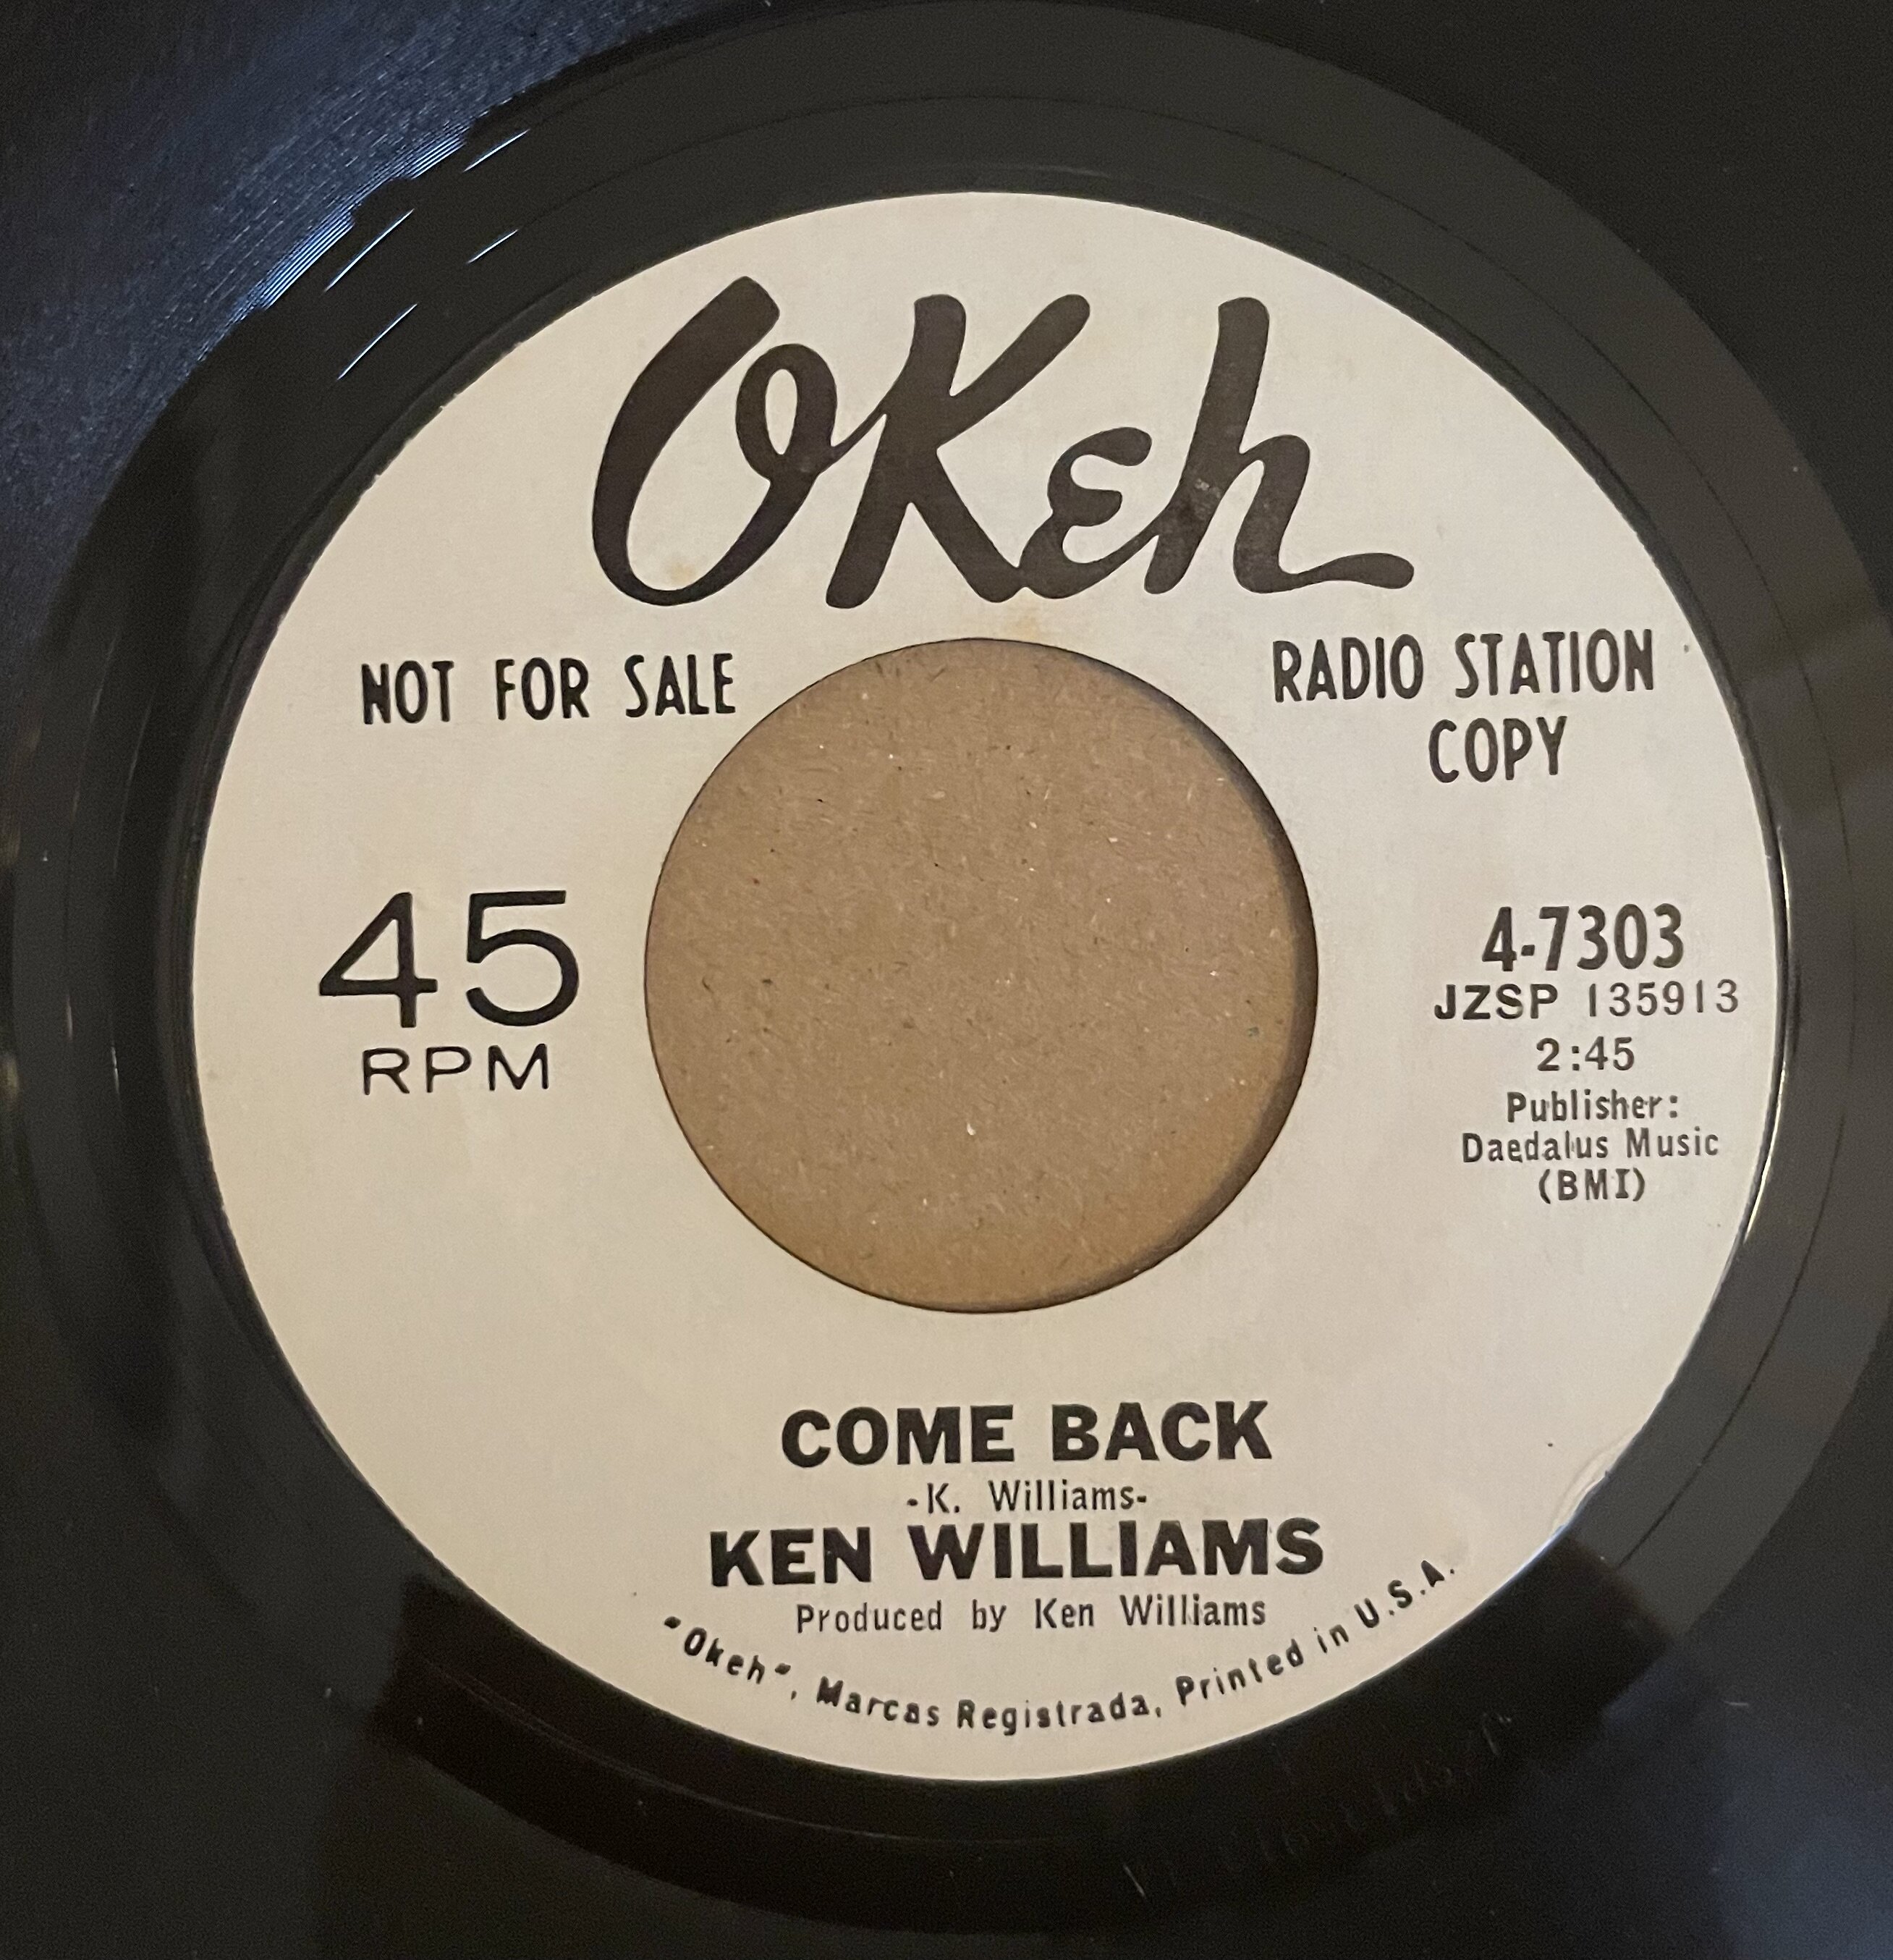 OKeh
NOT FOR SALE
RADIO STATION
COPY
45
RPM
4-7303
JZSP 135913
2:45
Publisher:
Daedalus Music
(BMI)
COME BACK
-K. Williams-
KEN WILLIAMS
Produced by Ken Williams
"Okeh", Marcas Registrada, Printed in U.S.A.